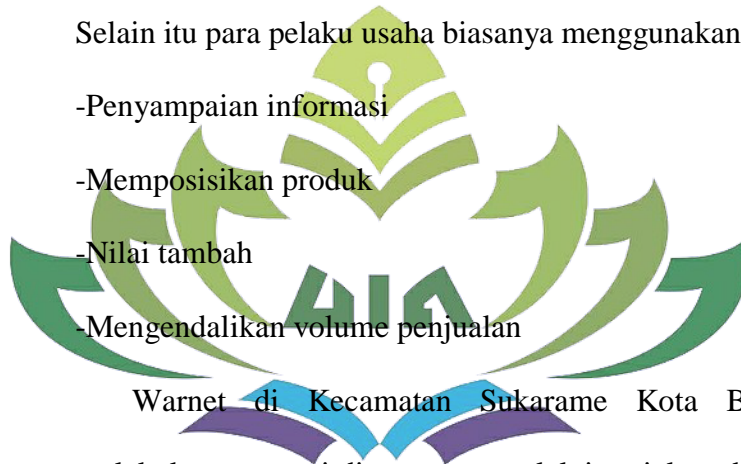 Selain itu para pelaku usaha biasanya menggunakan
-Penyampaian informasi
-Memposisikan produk
-Nilai tambah
UIN
-Mengendalikan volume penjualan
Warnet di Kecamatan Sukarame Kota B